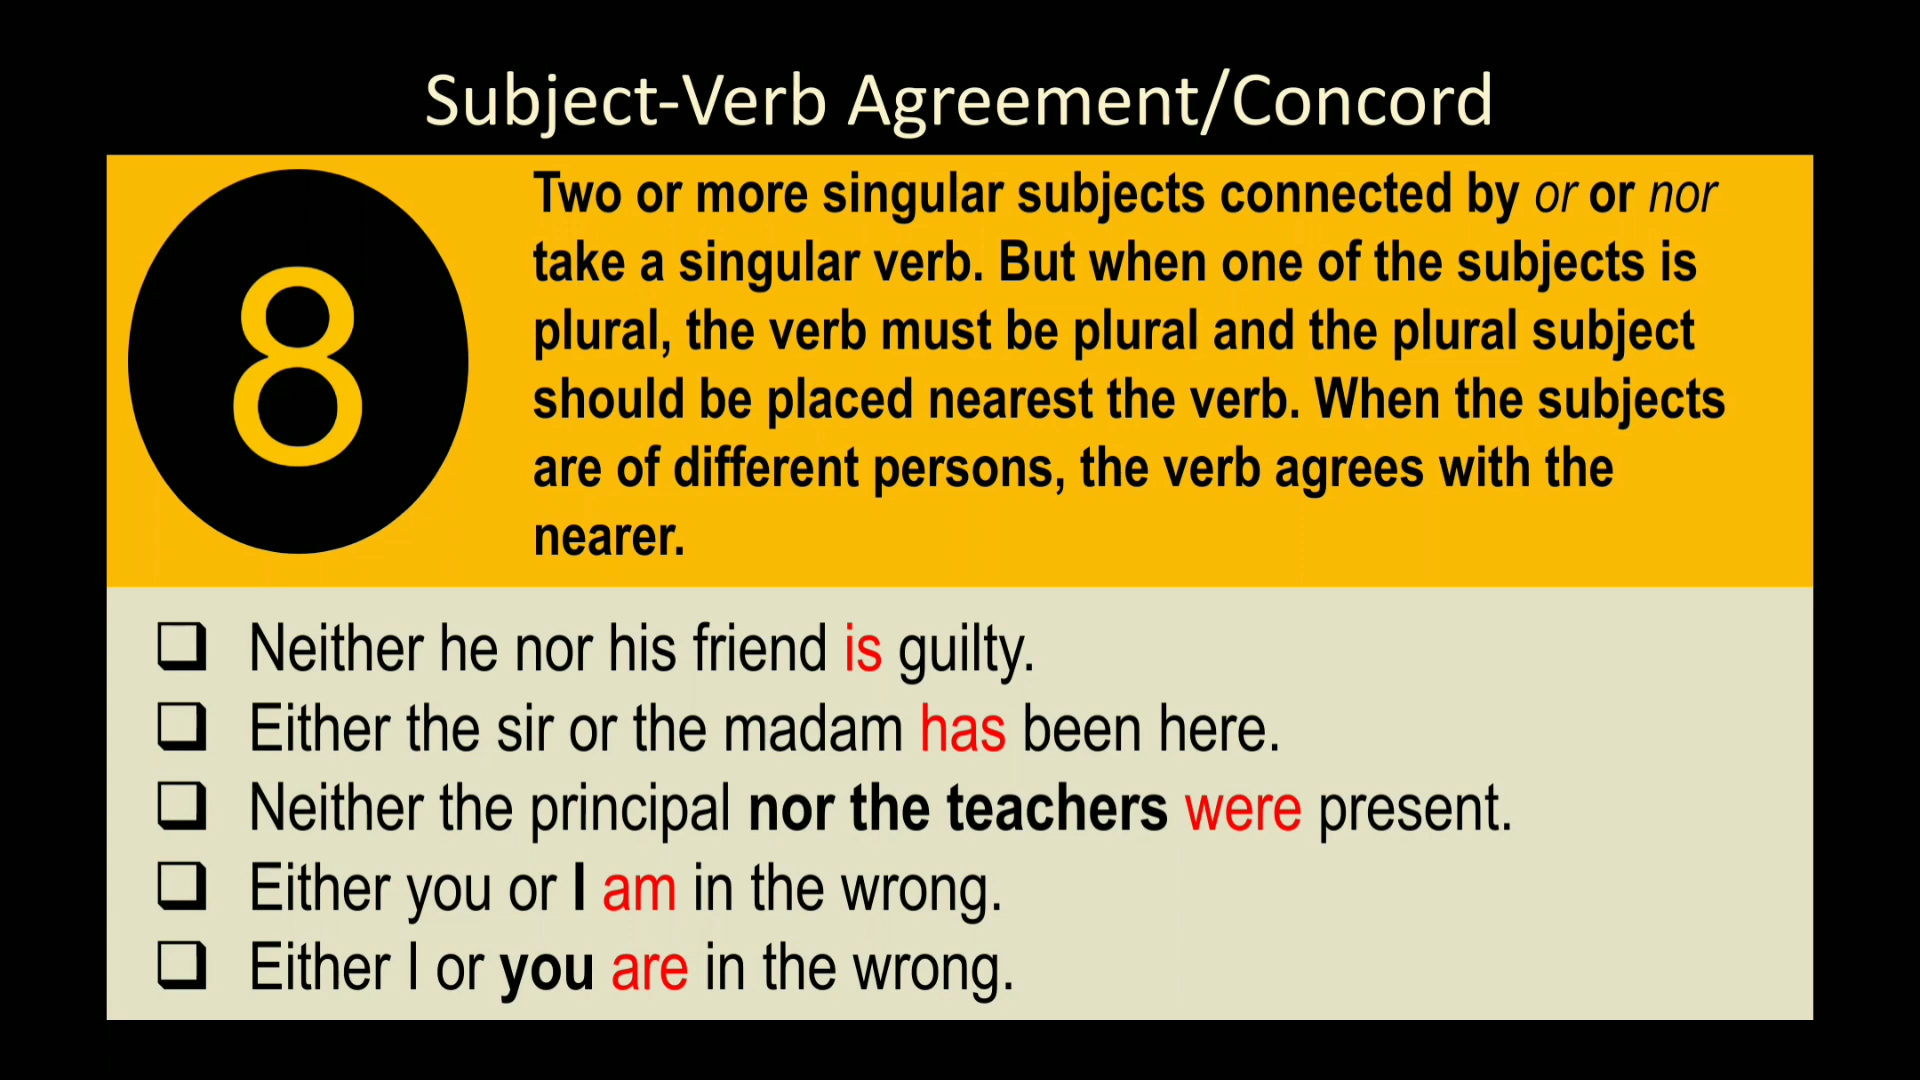 Subject-Verb Agreement/Concord
8
Two or more singular subjects connected by or or nor
take a singular verb. But when one of the subjects is
plural, the verb must be plural and the plural subject
should be placed nearest the verb. When the subjects
are of different persons, the verb agrees with the
nearer.
❑ Neither he nor his friend is guilty.
❑ Either the sir or the madam has been here.
❑ Neither the principal nor the teachers were present.
❑ Either you or I am in the wrong.
❑ Either I or you are in the wrong.